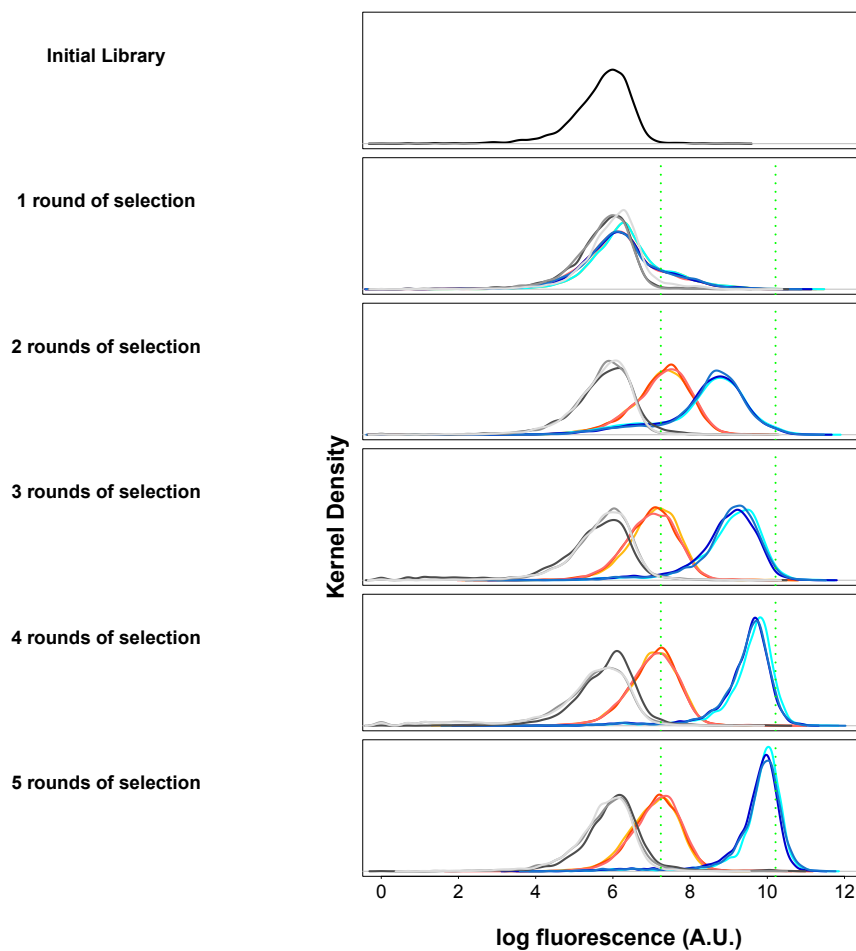 Initial Library
1 round of selection
2 rounds of selection
3 rounds of selection
4 rounds of selection
5 rounds of selection
Kernel Density
0 2 4 6 8 10 12
log fluorescence (A.U.)